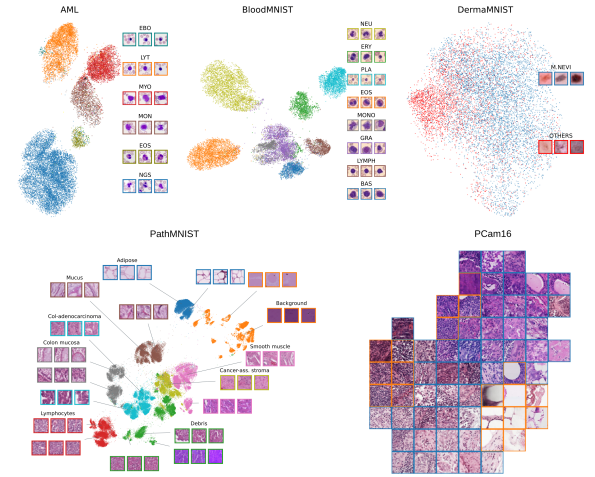 AML
BloodMNIST
DermaMNIST
EBO
LYT
MYO
MON
EOS
NGS
NEU
ERY
PLA
EOS
MONO
GRA
LYMPH
BAS
M.NEVI
OTHERS
PathMNIST
PCam16
Adipose
Mucus
Background
Col-adenocarcinoma
Colon mucosa
Smooth muscle
Cancer-ass. stroma
Lymphocytes
Debris